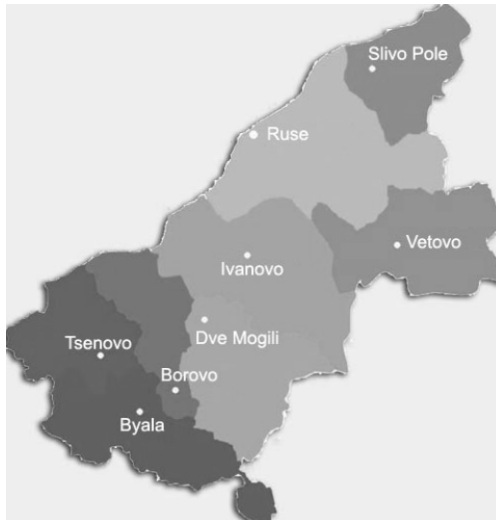 Slivo Pole
Ruse
Vetovo
Ivanovo
Dve Mogili
Tsenovo
Borovo
Byala